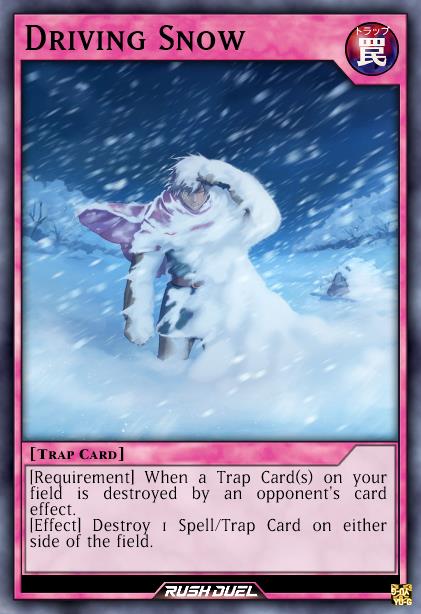 Driving Snow
トラップ
罠
[Trap Card]
[Requirement] When a Trap Card(s) on your
field is destroyed by an opponent's card
effect.
[Effect] Destroy 1 Spell/Trap Card on either
side of the field.
RUSH DUEL